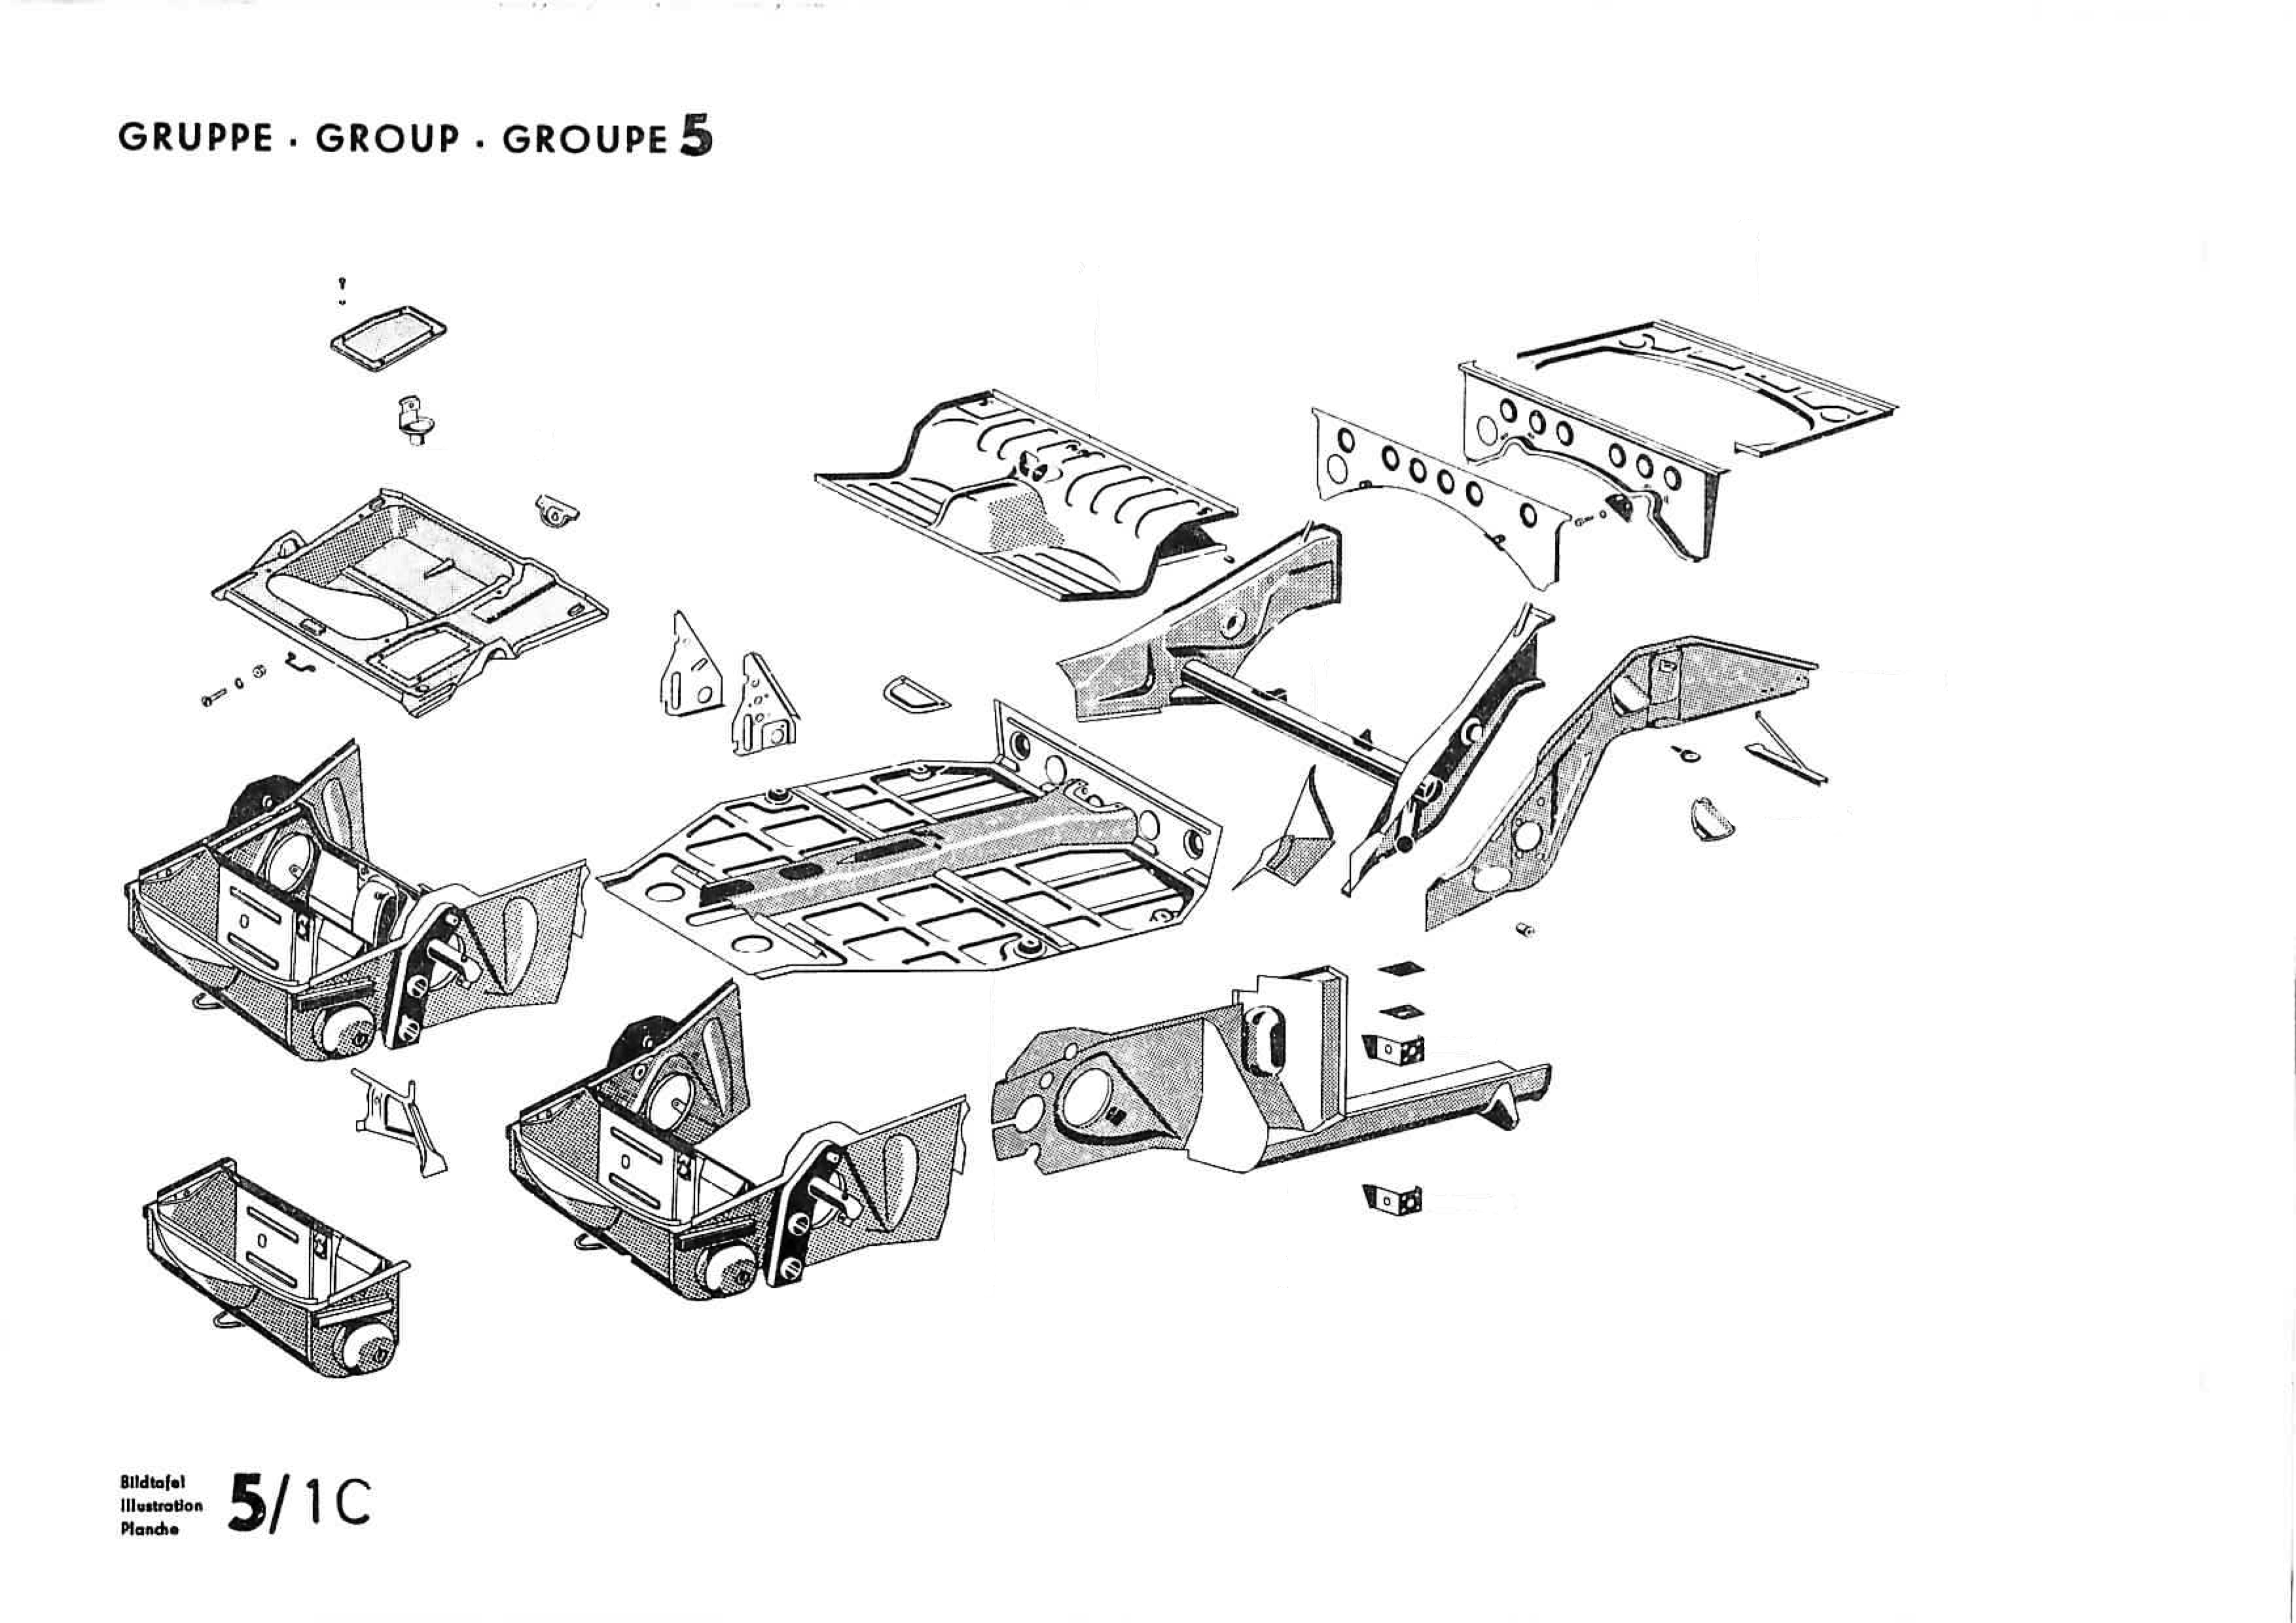 GRUPPE · GROUP · GROUPE 5
Bildtafel
Illustration
Planche
5/1C